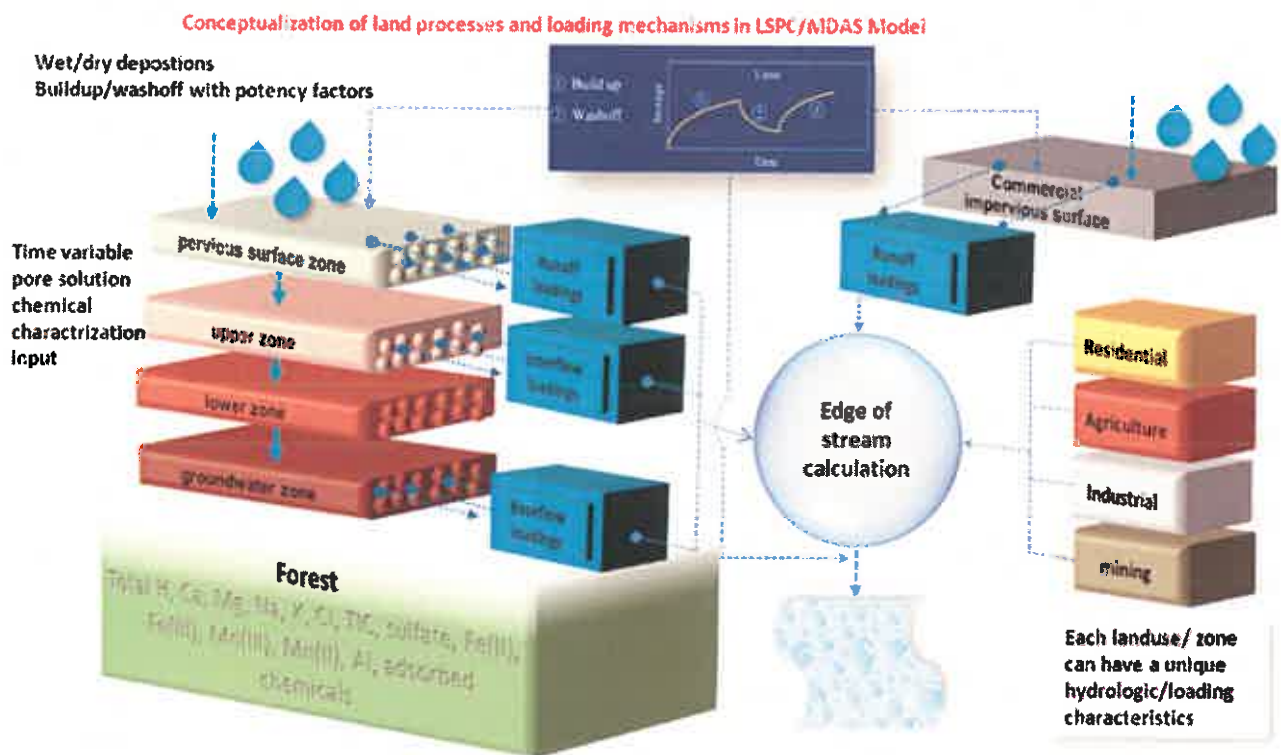 Conceptualization of land processes and loading mechanisms in LSPC/MDAS Model
Wet/dry depostions
Buildup/washoff with potency factors
Build up
Washoff
Time
pervious surface zone
Commercial
impervious surface
Runoff
loadings
Runoff
loadings
Time variable
pore solution
chemical
charactrization
input
upper zone
Interflow
loadings
lower zone
groundwater zone
Baseflow
loadings
Edge of
stream
calculation
Residential
Agriculture
Industrial
mining
Forest
Total H, Ca, Mg, Na, K, Cl, TIC, sulfate, Fe(II),
Fe(III), Mn(III), Mn(II), Al, adsorned
chemicals
Each landuse/ zone
can have a unique
hydrologic/loading
characteristics